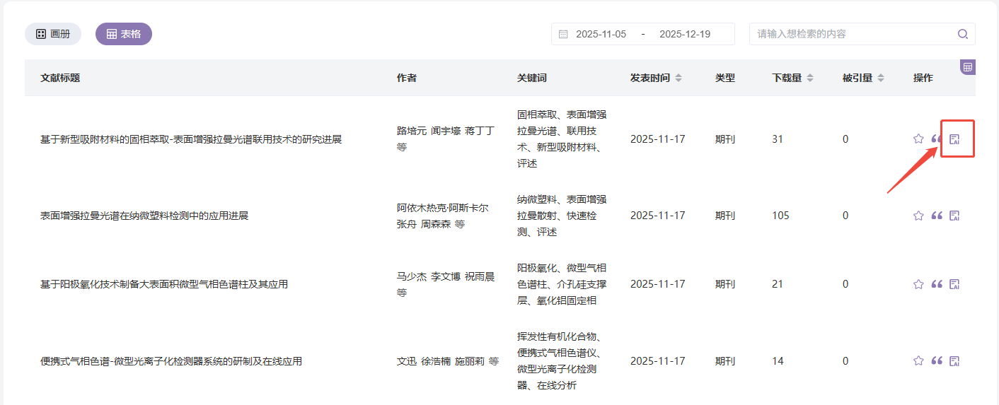 画册
表格
2025-11-05 - 2025-12-19
请输入想检索的内容
文献标题 作者 关键词 发表时间 类型 下载量 被引量 操作
基于新型吸附材料的固相萃取-表面增强拉曼光谱联用技术的研究进展
路培元 闻宇壕 蒋丁丁
等
固相萃取、表面增强
拉曼光谱、联用技
术、新型吸附材料、
评述
2025-11-17 期刊 31 0
AI
表面增强拉曼光谱在纳微塑料检测中的应用进展
阿依木热克·阿斯卡尔
张舟 周森森 等
纳微塑料、表面增强
拉曼散射、快速检
测、评述
2025-11-17 期刊 105 0
AI
基于阳极氧化技术制备大表面积微型气相色谱柱及其应用
马少杰 李文博 祝雨晨
等
阳极氧化、微型气相
色谱柱、介孔硅支撑
层、氧化铝固定相
2025-11-17 期刊 21 0
AI
便携式气相色谱-微型光离子化检测器系统的研制及在线应用
文迅 徐浩楠 施丽莉 等
挥发性有机化合物、
便携式气相色谱仪、
微型光离子化检测
器、在线分析
2025-11-17 期刊 14 0
AI